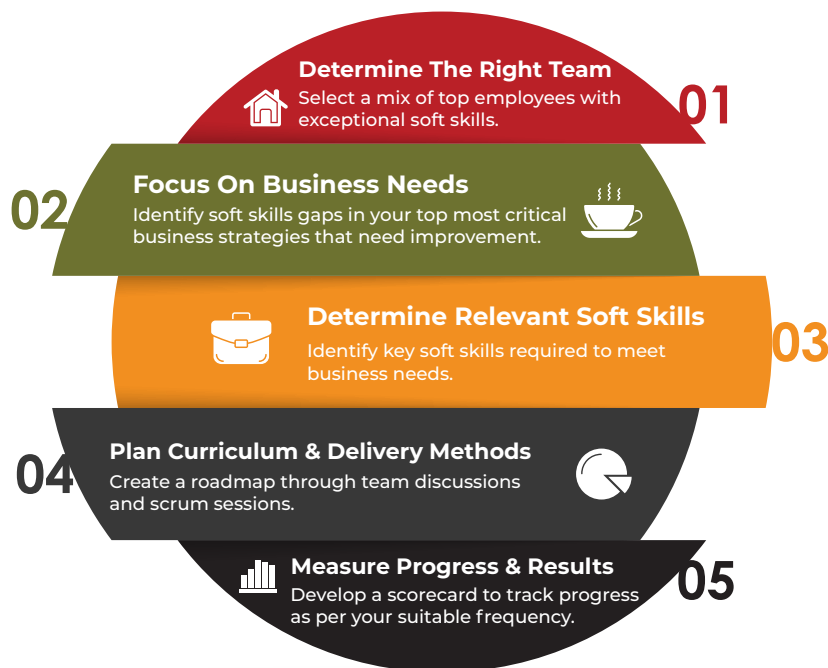 Determine The Right Team
Select a mix of top employees with
exceptional soft skills.
01
Focus On Business Needs
Identify soft skills gaps in your top most critical
business strategies that need improvement.
02
Determine Relevant Soft Skills
Identify key soft skills required to meet
business needs.
03
Plan Curriculum & Delivery Methods
Create a roadmap through team discussions
and scrum sessions.
04
Measure Progress & Results
Develop a scorecard to track progress
as per your suitable frequency.
05